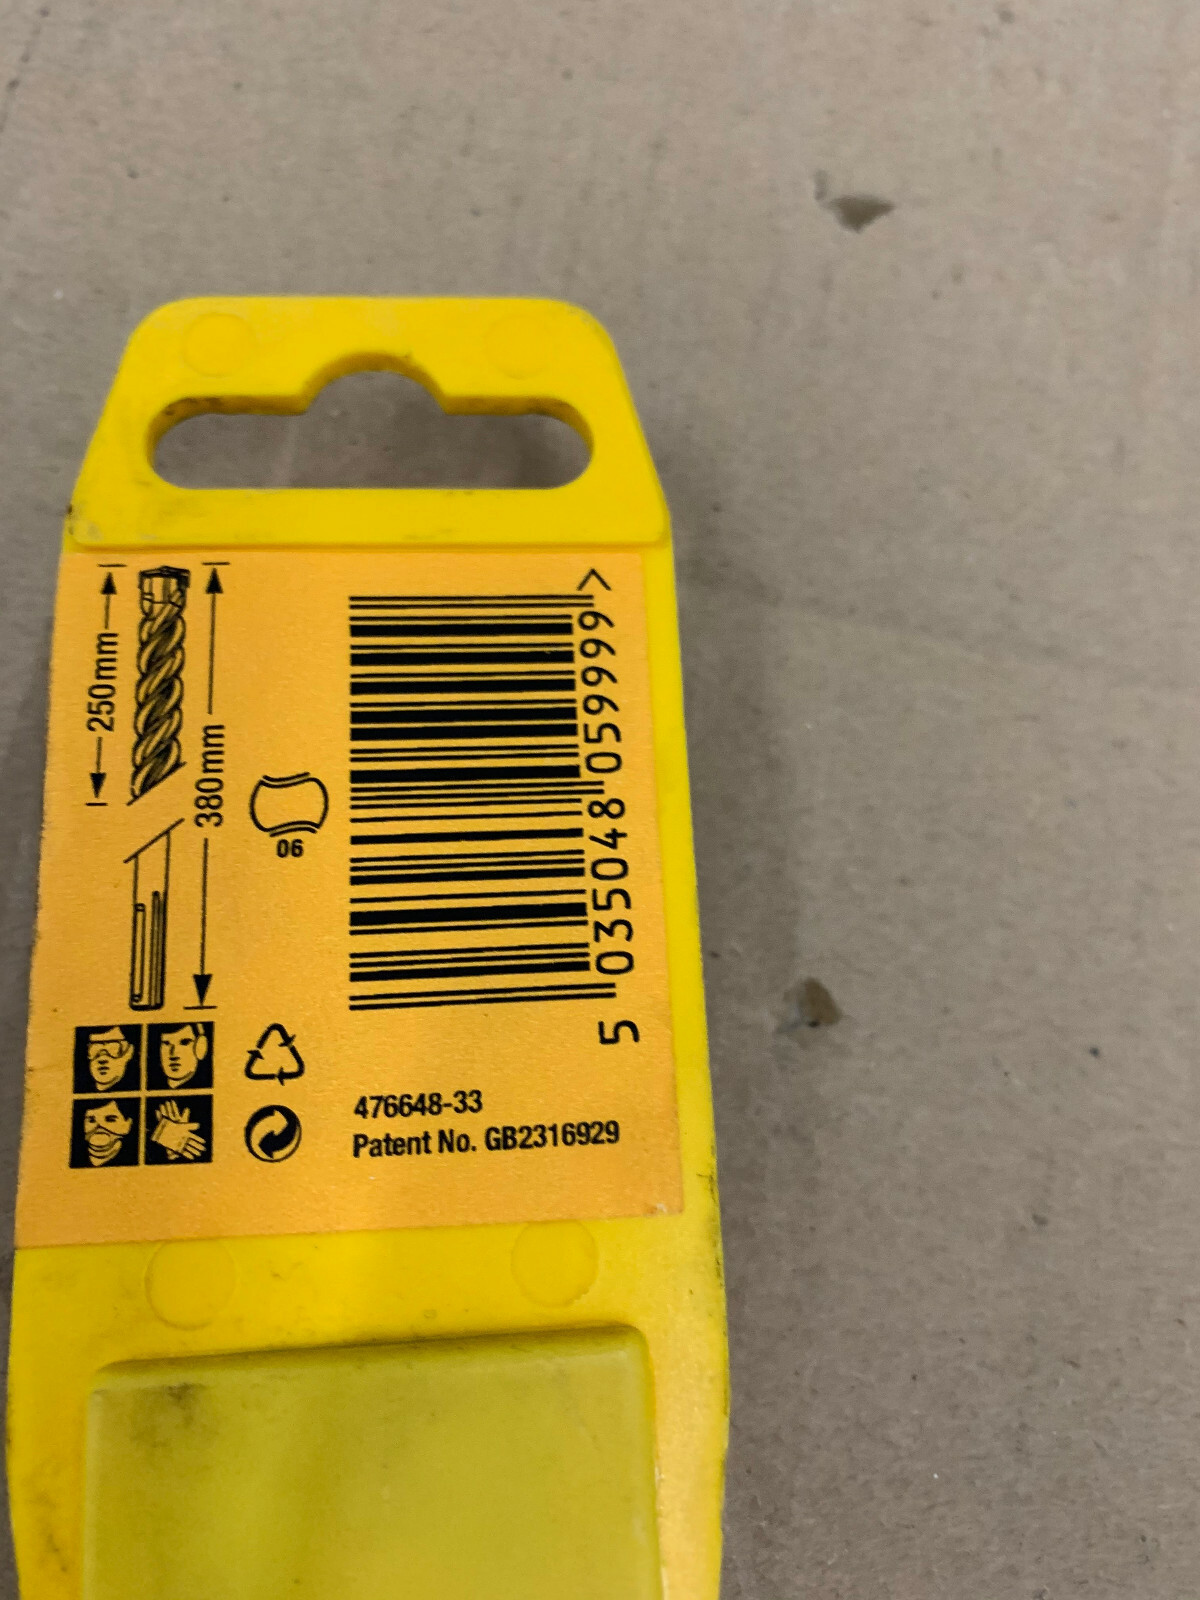 250mm
380mm
06
5 035048 059999 >
476648-33
Patent No. GB2316929